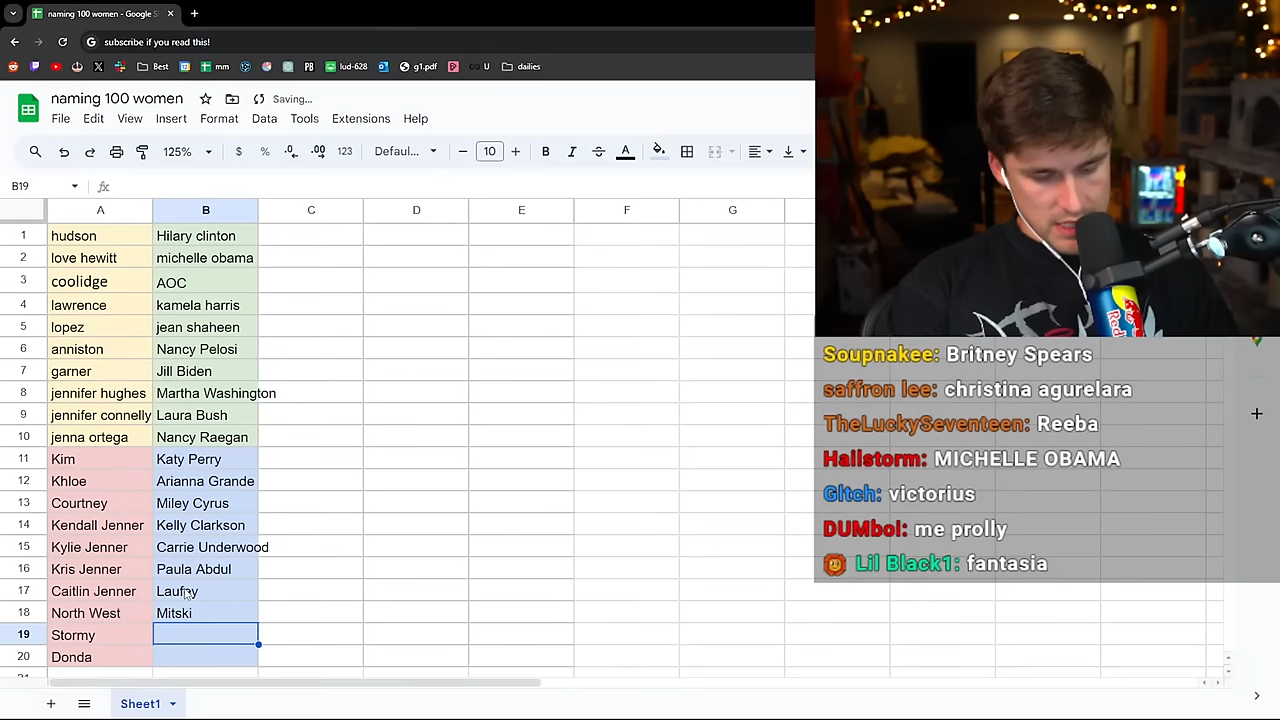 naming 100 women - Google S
subscribe if you read this!
Best
mm
PB
lud-628
g1.pdf
U
dailies
naming 100 women
Saving...
File Edit View Insert Format Data Tools Extensions Help
125% $ % .0 .00 123 Defaul... - 10 + B I A
B19 fx
A B C D E F G
1 hudson Hilary clinton
2 love hewitt michelle obama
3 coolidge AOC
4 lawrence kamela harris
5 lopez jean shaheen
6 anniston Nancy Pelosi
7 garner Jill Biden
8 jennifer hughes Martha Washington
9 jennifer connelly Laura Bush
10 jenna ortega Nancy Raegan
11 Kim Katy Perry
12 Khloe Arianna Grande
13 Courtney Miley Cyrus
14 Kendall Jenner Kelly Clarkson
15 Kylie Jenner Carrie Underwood
16 Kris Jenner Paula Abdul
17 Caitlin Jenner Laufey
18 North West Mitski
19 Stormy
20 Donda
Sheet1
Red
Soupnakee: Britney Spears
saffron lee: christina agurelara
TheLuckySeventeen: Reeba
Hailstorm: MICHELLE OBAMA
Gltch: victorius
DUMbol: me prolly
Lil Black1: fantasia